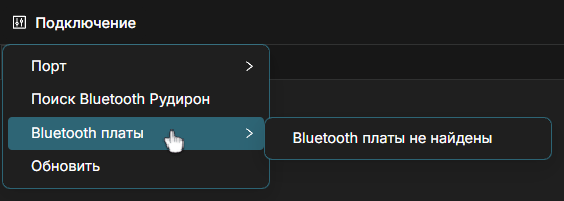 Подключение
Порт
Поиск Bluetooth Рудирон
Bluetooth платы
Bluetooth платы не найдены
Обновить